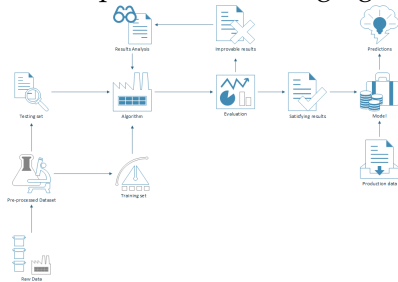 Results Analysis
Improvable results
Predictions
Testing set
Algorithm
Evaluation
Satisfying results
Model
Pre-processed Dataset
Training set
Production data
Raw Data